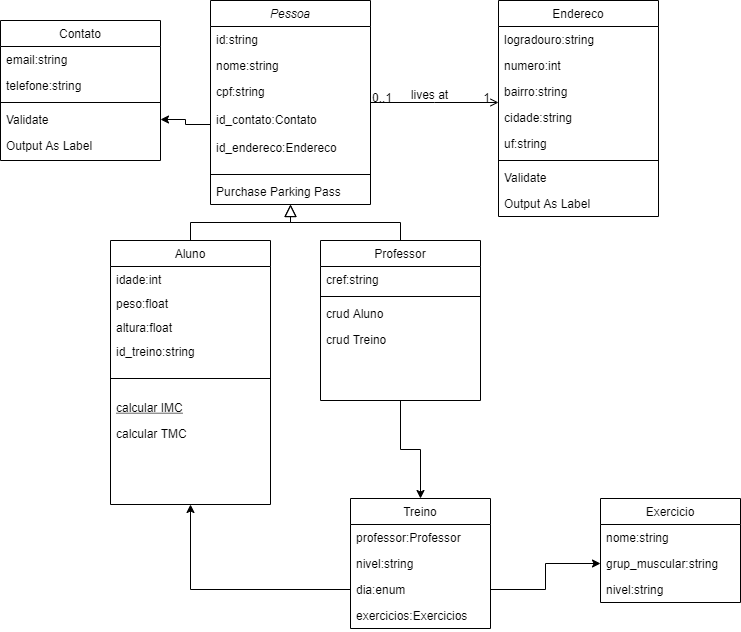 Pessoa
id:string
nome:string
cpf:string
id_contato:Contato
id_endereco:Endereco
Purchase Parking Pass
Contato
email:string
telefone:string
Validate
Output As Label
0..1
lives at
1
Endereco
logradouro:string
numero:int
bairro:string
cidade:string
uf:string
Validate
Output As Label
Aluno
idade:int
peso:float
altura:float
id_treino:string
calcular IMC
calcular TMC
Professor
cref:string
crud Aluno
crud Treino
Treino
professor:Professor
nivel:string
dia:enum
exercicios:Exercicios
Exercicio
nome:string
grup_muscular:string
nivel:string